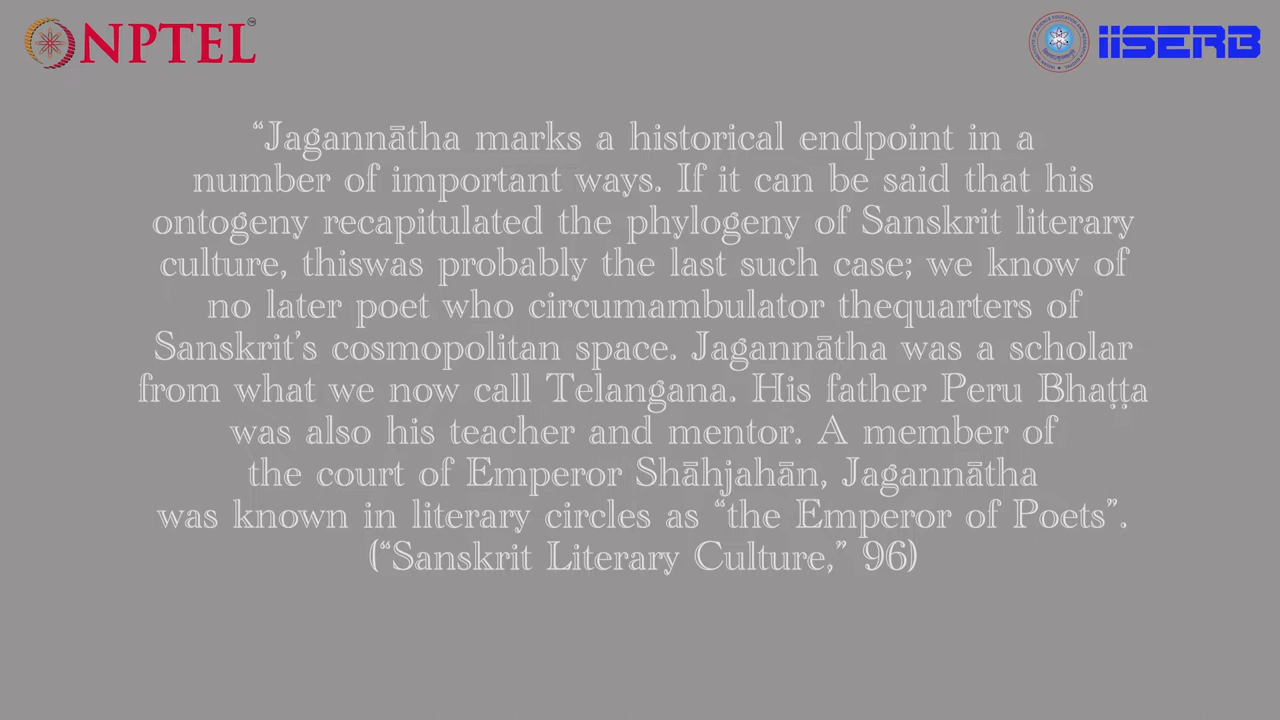 NPTEL
iiSERB
“Jagannātha marks a historical endpoint in a
number of important ways. If it can be said that his
ontogeny recapitulated the phylogeny of Sanskrit literary
culture, thiswas probably the last such case; we know of
no later poet who circumambulator thequarters of
Sanskrit's cosmopolitan space. Jagannātha was a scholar
from what we now call Telangana. His father Peru Bhaṭṭa
was also his teacher and mentor. A member of
the court of Emperor Shāhjahān, Jagannātha
was known in literary circles as “the Emperor of Poets”.
(“Sanskrit Literary Culture,” 96)